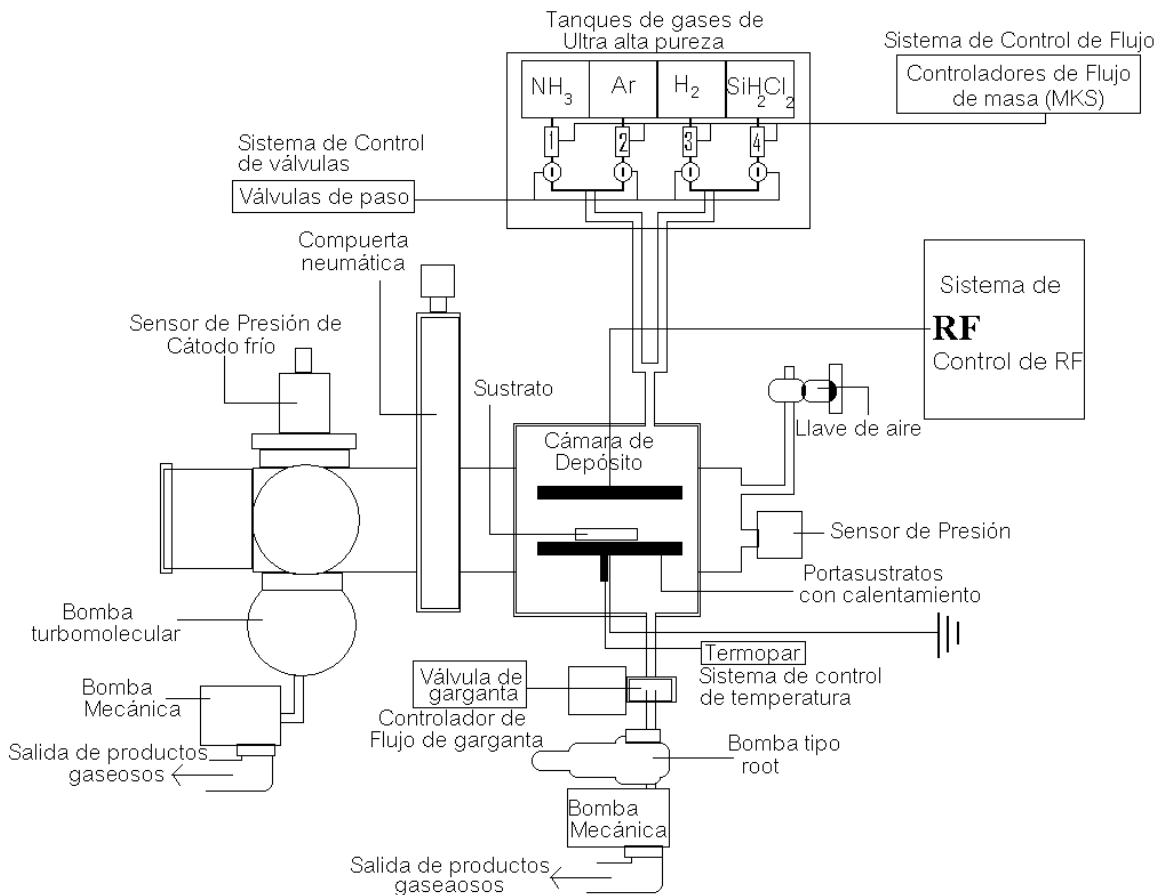 Tanques de gases de
Ultra alta pureza
Sistema de Control de Flujo
Controladores de Flujo
de masa (MKS)
NH3
Ar
H2
SiH2Cl2
1
2
3
4
Sistema de Control
de válvulas
Válvulas de paso
Compuerta
neumática
Sensor de Presión de
Cátodo frío
Sustrato
Sistema de
RF
Control de RF
Llave de aire
Cámara de
Depósito
Sensor de Presión
Portasustratos
con calentamiento
Bomba
turbomolecular
Termopar
Sistema de control
de temperatura
Válvula de
garganta
Controlador de
Flujo de garganta
Bomba
Mecánica
Salida de productos
gaseosos
Bomba tipo
root
Bomba
Mecánica
Salida de productos
gaseaosos